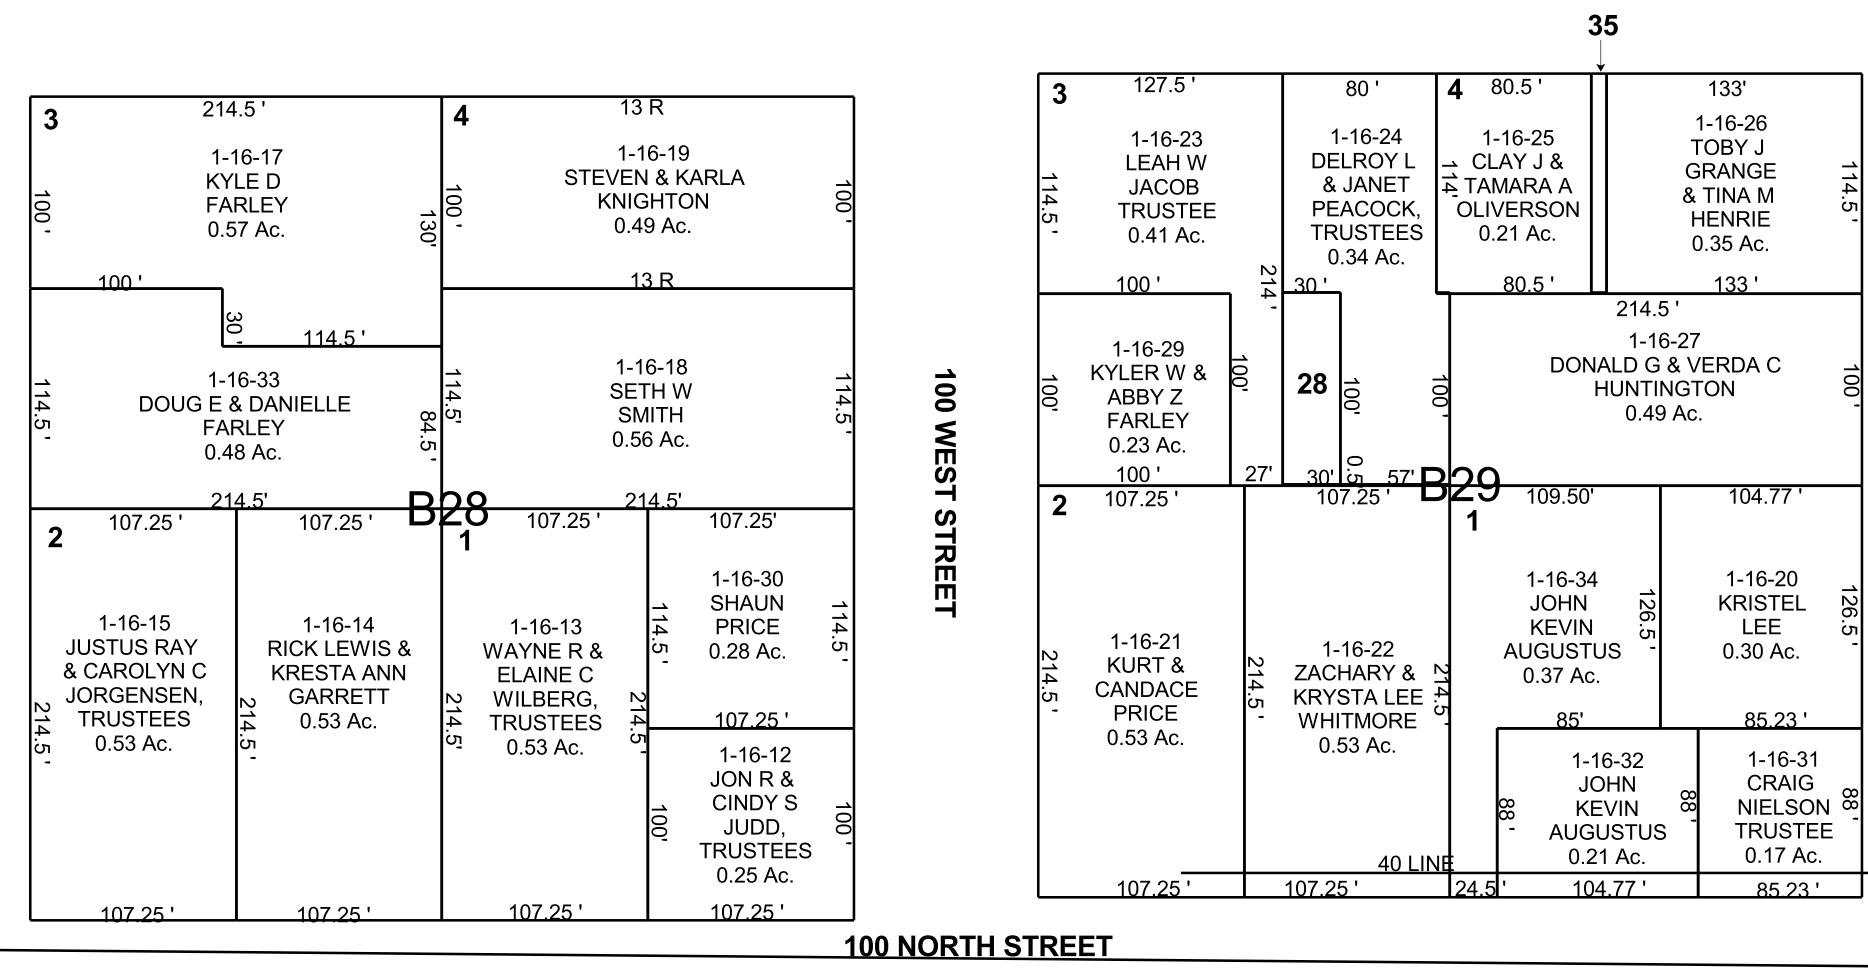 35
3
214.5 '
4
13 R
1-16-17
KYLE D
FARLEY
0.57 Ac.
100 '
130'
100 '
1-16-19
STEVEN & KARLA
KNIGHTON
0.49 Ac.
100 '
100 '
13 R
30 '
114.5 '
1-16-33
DOUG E & DANIELLE
FARLEY
0.48 Ac.
114.5 '
84.5 '
114.5'
1-16-18
SETH W
SMITH
0.56 Ac.
114.5 '
214.5'
214.5'
B28
2
107.25 '
107.25 '
1
107.25 '
107.25'
1-16-15
JUSTUS RAY
& CAROLYN C
JORGENSEN,
TRUSTEES
0.53 Ac.
214.5 '
214.5 '
1-16-14
RICK LEWIS &
KRESTA ANN
GARRETT
0.53 Ac.
214.5'
1-16-13
WAYNE R &
ELAINE C
WILBERG,
TRUSTEES
0.53 Ac.
214.5 '
1-16-30
SHAUN
PRICE
0.28 Ac.
114.5 '
114.5 '
107.25 '
1-16-12
JON R &
CINDY S
JUDD,
TRUSTEES
0.25 Ac.
100'
100 '
107.25 '
107.25 '
107.25 '
107.25 '
100 WEST STREET
3
127.5 '
80 '
4
80.5 '
133'
1-16-23
LEAH W
JACOB
TRUSTEE
0.41 Ac.
114.5 '
214 '
1-16-24
DELROY L
& JANET
PEACOCK,
TRUSTEES
0.34 Ac.
114'
1-16-25
CLAY J &
TAMARA A
OLIVERSON
0.21 Ac.
1-16-26
TOBY J
GRANGE
& TINA M
HENRIE
0.35 Ac.
114.5 '
100 '
30 '
80.5 '
133 '
214.5 '
1-16-29
KYLER W &
ABBY Z
FARLEY
0.23 Ac.
100'
100'
28
100'
100 '
1-16-27
DONALD G & VERDA C
HUNTINGTON
0.49 Ac.
100'
100 '
27'
30'
0.5'
57'
B29
2
107.25 '
107.25 '
1
109.50'
104.77 '
1-16-21
KURT &
CANDACE
PRICE
0.53 Ac.
214.5 '
214.5 '
1-16-22
ZACHARY &
KRYSTA LEE
WHITMORE
0.53 Ac.
214.5 '
1-16-34
JOHN
KEVIN
AUGUSTUS
0.37 Ac.
126.5 '
1-16-20
KRISTEL
LEE
0.30 Ac.
126.5 '
85'
85.23 '
1-16-32
JOHN
KEVIN
AUGUSTUS
0.21 Ac.
88 '
88 '
1-16-31
CRAIG
NIELSON
TRUSTEE
0.17 Ac.
88 '
40 LINE
107.25 '
107.25 '
24.5 '
104.77 '
85.23 '
100 NORTH STREET